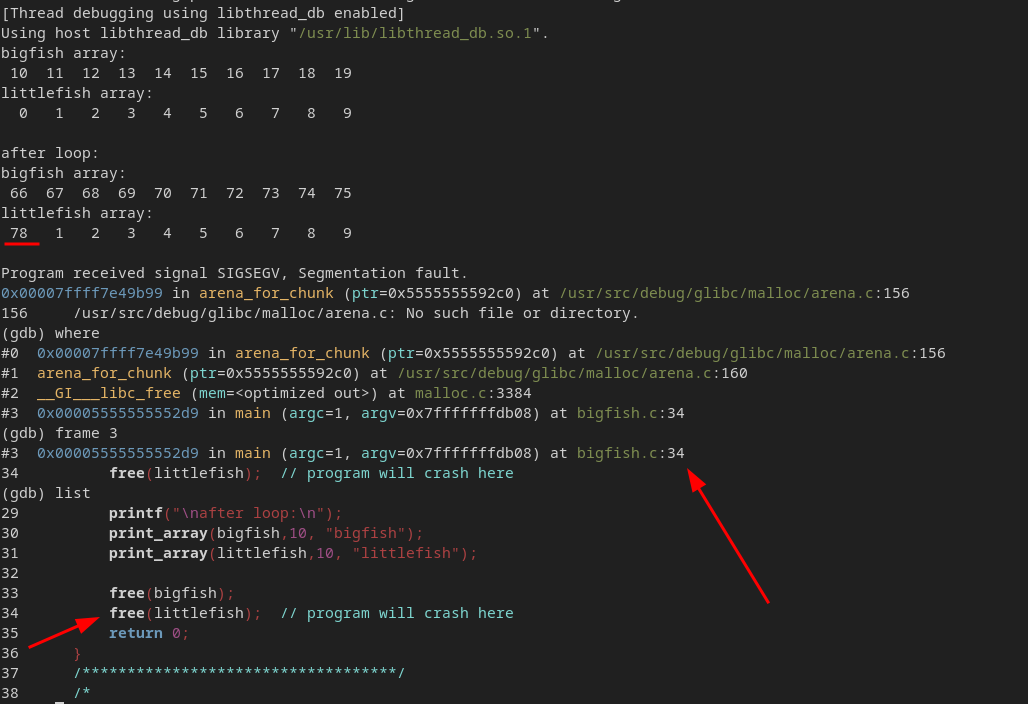 [Thread debugging using libthread_db enabled]
Using host libthread_db library "/usr/lib/libthread_db.so.1".
bigfish array:
 10  11  12  13  14  15  16  17  18  19
littlefish array:
  0   1   2   3   4   5   6   7   8   9

after loop:
bigfish array:
 66  67  68  69  70  71  72  73  74  75
littlefish array:
 78   1   2   3   4   5   6   7   8   9

Program received signal SIGSEGV, Segmentation fault.
0x00007ffff7e49b99 in arena_for_chunk (ptr=0x5555555592c0) at /usr/src/debug/glibc/malloc/arena.c:156
156     /usr/src/debug/glibc/malloc/arena.c: No such file or directory.
(gdb) where
#0  0x00007ffff7e49b99 in arena_for_chunk (ptr=0x5555555592c0) at /usr/src/debug/glibc/malloc/arena.c:156
#1  arena_for_chunk (ptr=0x5555555592c0) at /usr/src/debug/glibc/malloc/arena.c:160
#2  __GI___libc_free (mem=<optimized out>) at malloc.c:3384
#3  0x00005555555552d9 in main (argc=1, argv=0x7fffffffdb08) at bigfish.c:34
(gdb) frame 3
#3  0x00005555555552d9 in main (argc=1, argv=0x7fffffffdb08) at bigfish.c:34
34          free(littlefish);  // program will crash here
(gdb) list
29          printf("\nafter loop:\n");
30          print_array(bigfish,10, "bigfish");
31          print_array(littlefish,10, "littlefish");
32
33          free(bigfish);
34          free(littlefish);  // program will crash here
35          return 0;
36      }
37      /***********************************/
38      /*